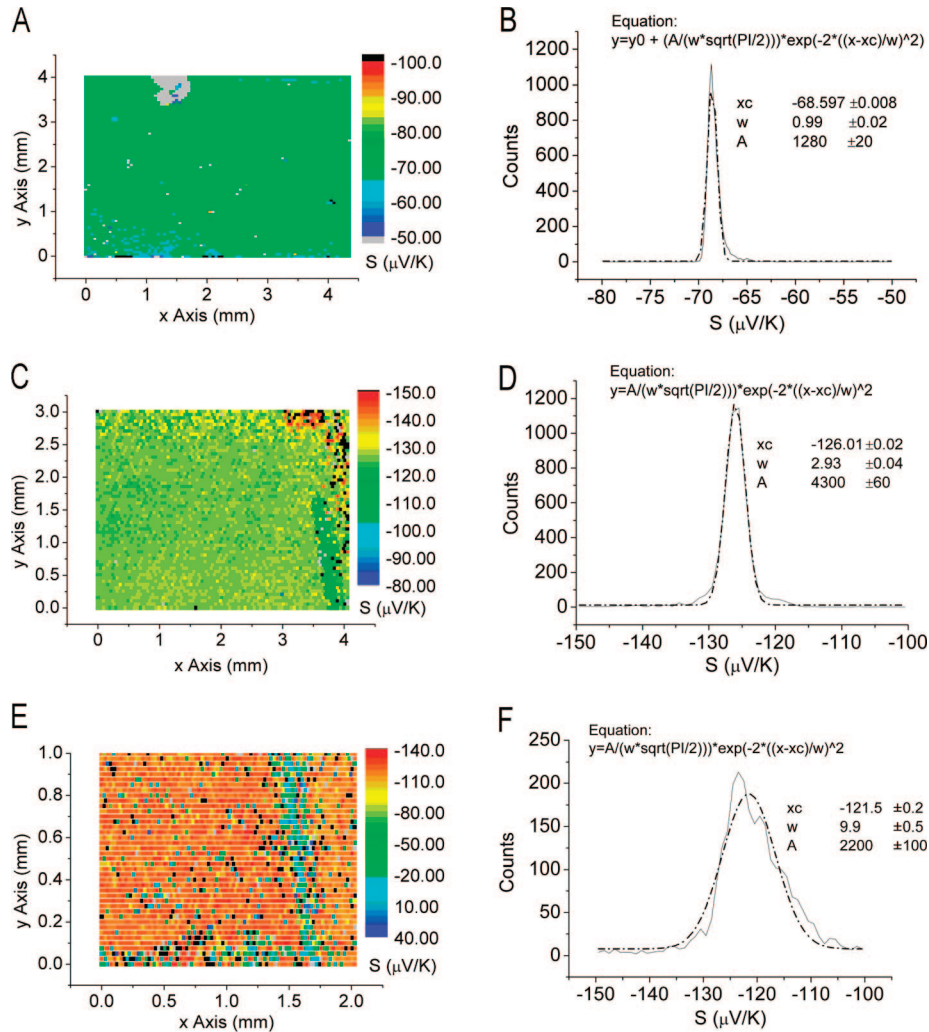 A
y Axis (mm)
4
3
2
1
0
0 1 2 3 4
x Axis (mm)
-100.0
-90.00
-80.00
-70.00
-60.00
-50.00
S (µV/K)
B
Equation:
y=y0 + (A/(w*sqrt(PI/2)))*exp(-2*((x-xc)/w)^2)
Counts
1200
1000
800
600
400
200
0
xc -68.597 ±0.008
w 0.99 ±0.02
A 1280 ±20
-80 -75 -70 -65 -60 -55 -50
S (µV/K)
C
y Axis (mm)
3.0
2.5
2.0
1.5
1.0
0.5
0.0
0 1 2 3 4
x Axis (mm)
-150.0
-140.0
-130.0
-120.0
-110.0
-100.0
-90.00
-80.00
S (µV/K)
D
Equation:
y=A/(w*sqrt(PI/2)))*exp(-2*((x-xc)/w)^2
Counts
1200
1000
800
600
400
200
0
xc -126.01 ±0.02
w 2.93 ±0.04
A 4300 ±60
-150 -140 -130 -120 -110 -100
S (µV/K)
E
y Axis (mm)
1.0
0.8
0.6
0.4
0.2
0.0
0.0 0.5 1.0 1.5 2.0
x Axis (mm)
-140.0
-110.0
-80.00
-50.00
-20.00
10.00
40.00
S (µV/K)
F
Equation:
y=A/(w*sqrt(PI/2)))*exp(-2*((x-xc)/w)^2
Counts
250
200
150
100
50
0
xc -121.5 ±0.2
w 9.9 ±0.5
A 2200 ±100
-150 -140 -130 -120 -110 -100
S (µV/K)